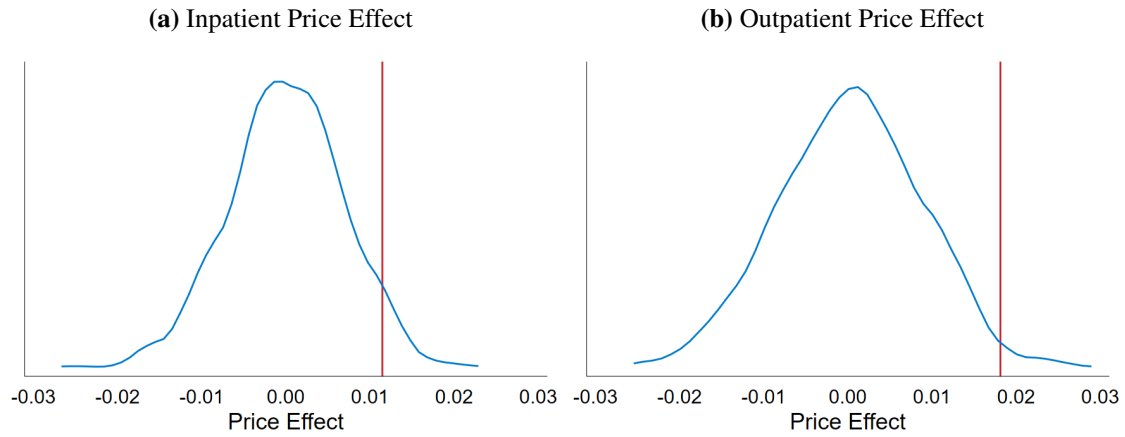 (a) Inpatient Price Effect
(b) Outpatient Price Effect
-0.03 -0.02 -0.01 0.00 0.01 0.02 0.03
Price Effect
-0.03 -0.02 -0.01 0.00 0.01 0.02 0.03
Price Effect